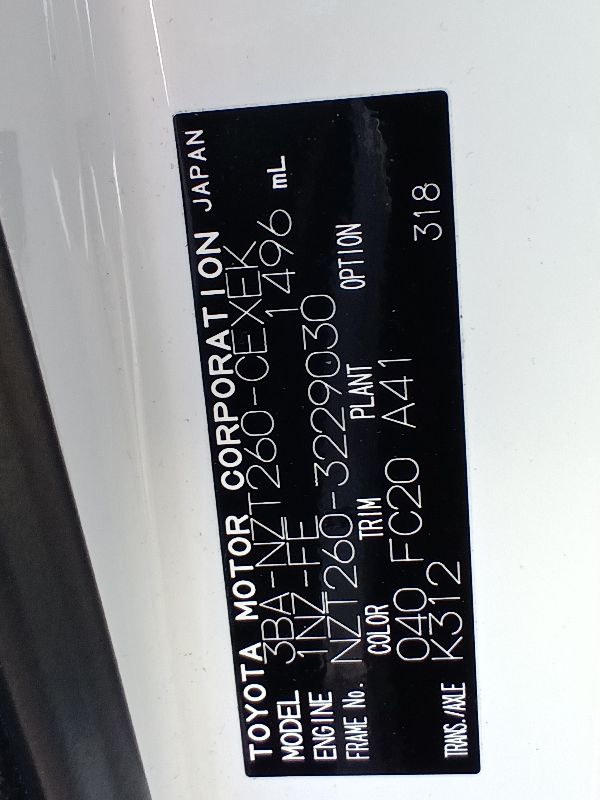 TOYOTA MOTOR CORPORATION JAPAN
MODEL 3BA-NZT260-CEXEK
ENGINE 1NZ-FE 1496 mL
FRAME No. NZT260-3229030
COLOR TRIM PLANT OPTION
040 FC20 A41
TRANS./AXLE K312 318